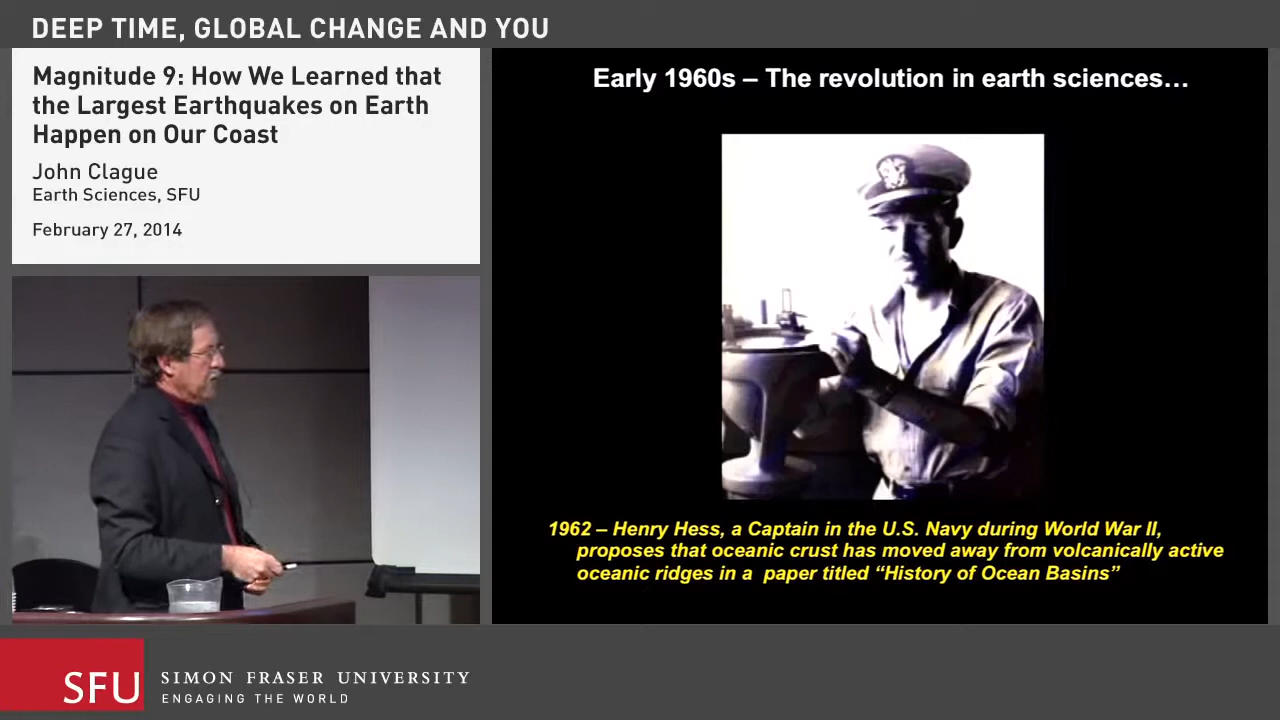 DEEP TIME, GLOBAL CHANGE AND YOU
Magnitude 9: How We Learned that
the Largest Earthquakes on Earth
Happen on Our Coast
John Clague
Earth Sciences, SFU
February 27, 2014
Early 1960s – The revolution in earth sciences…
1962 – Henry Hess, a Captain in the U.S. Navy during World War II,
proposes that oceanic crust has moved away from volcanically active
oceanic ridges in a paper titled “History of Ocean Basins”
SFU
SIMON FRASER UNIVERSITY
ENGAGING THE WORLD